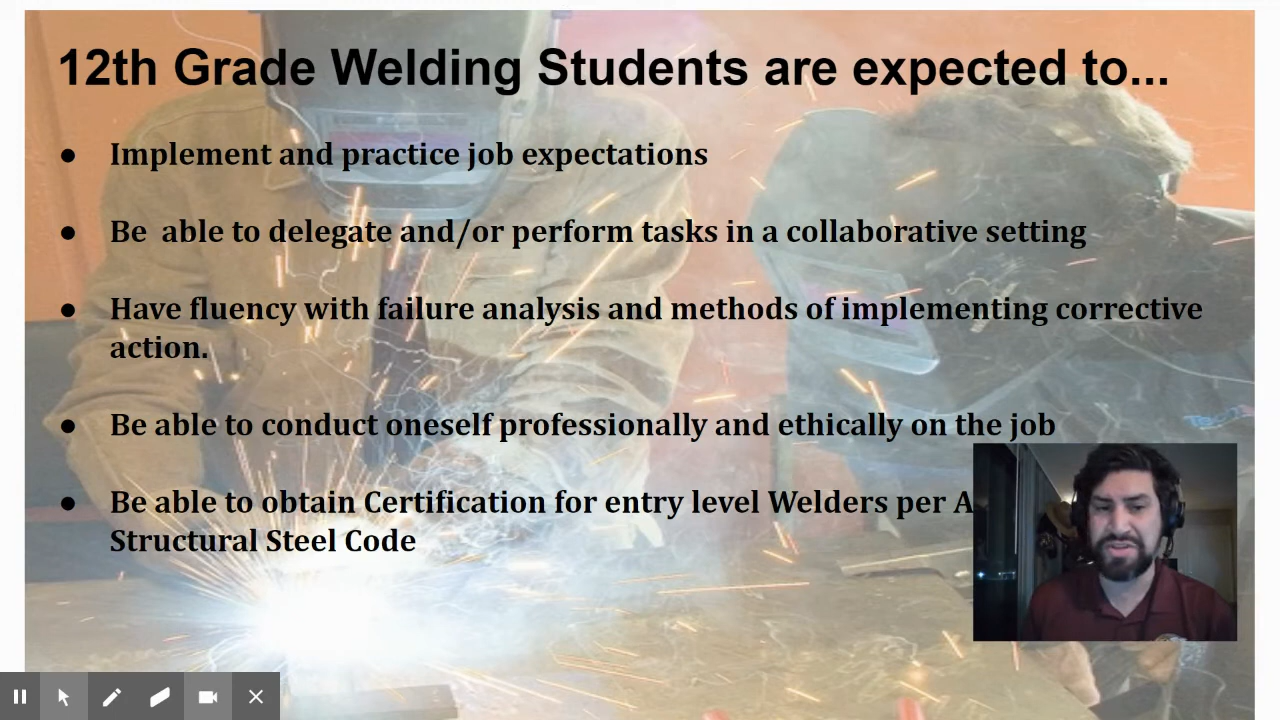 12th Grade Welding Students are expected to...
● Implement and practice job expectations
● Be  able to delegate and/or perform tasks in a collaborative setting
● Have fluency with failure analysis and methods of implementing corrective
action.
● Be able to conduct oneself professionally and ethically on the job
● Be able to obtain Certification for entry level Welders per
Structural Steel Code